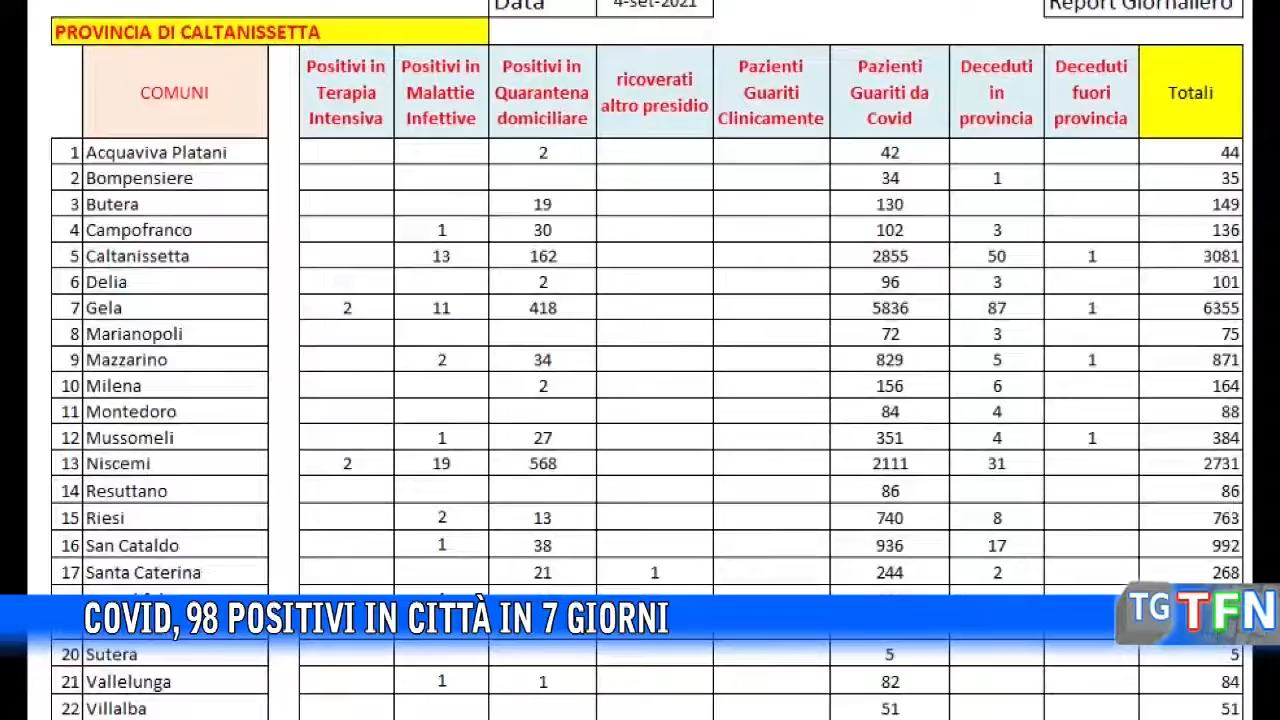 Data 4-set-2021 Report Giornaliero
PROVINCIA DI CALTANISSETTA
COMUNI Positivi in Terapia Intensiva Positivi in Malattie Infettive Positivi in Quarantena domiciliare ricoverati altro presidio Pazienti Guariti Clinicamente Pazienti Guariti da Covid Deceduti in provincia Deceduti fuori provincia Totali
1 Acquaviva Platani 2 42 44
2 Bompensiere 34 1 35
3 Butera 19 130 149
4 Campofranco 1 30 102 3 136
5 Caltanissetta 13 162 2855 50 1 3081
6 Delia 2 96 3 101
7 Gela 2 11 418 5836 87 1 6355
8 Marianopoli 72 3 75
9 Mazzarino 2 34 829 5 1 871
10 Milena 2 156 6 164
11 Montedoro 84 4 88
12 Mussomeli 1 27 351 4 1 384
13 Niscemi 2 19 568 2111 31 2731
14 Resuttano 86 86
15 Riesi 2 13 740 8 763
16 San Cataldo 1 38 936 17 992
17 Santa Caterina 21 1 244 2 268
COVID, 98 POSITIVI IN CITTÀ IN 7 GIORNI
TG TFN
20 Sutera 5 5
21 Vallelunga 1 1 82 84
22 Villalba 51 51